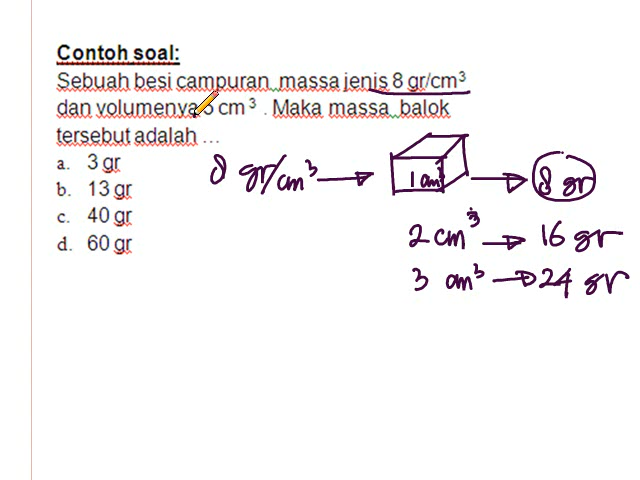 Contoh soal:
Sebuah besi campuran massa jenis 8 gr/cm³
dan volumenya 5 cm³ . Maka massa balok
tersebut adalah ...
a. 3 gr
b. 13 gr
c. 40 gr
d. 60 gr
8 gr/cm³ → 1 cm³ → 8 gr
2 cm³ → 16 gr
3 cm³ → 24 gr